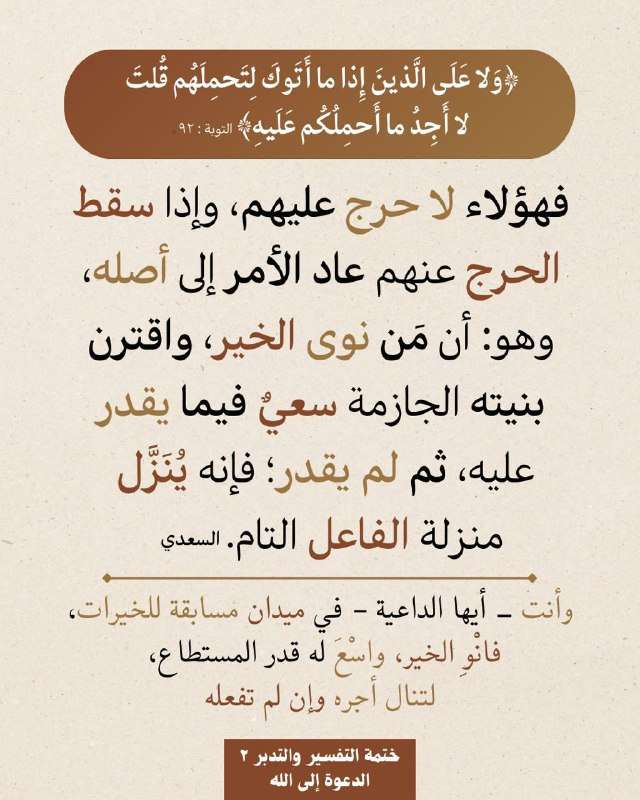 ﴿وَلا عَلَى الَّذينَ إِذا ما أَتَوكَ لِتَحمِلَهُم قُلتَ
لا أَجِدُ ما أَحمِلُكُم عَلَيهِ﴾ التوبة : ٩٢
فهؤلاء لا حرج عليهم، وإذا سقط
الحرج عنهم عاد الأمر إلى أصله،
وهو: أن مَن نوى الخير، واقترن
بنيته الجازمة سعيٌ فيما يقدر
عليه، ثم لم يقدر؛ فإنه يُنَزَّل
منزلة الفاعل التام. السعدي
وأنت – أيها الداعية – في ميدان مسابقة للخيرات،
فانْوِ الخير، واسْعَ له قدر المستطاع،
لتنال أجره وإن لم تفعله
ختمة التفسير والتدبر ٢
الدعوة إلى الله